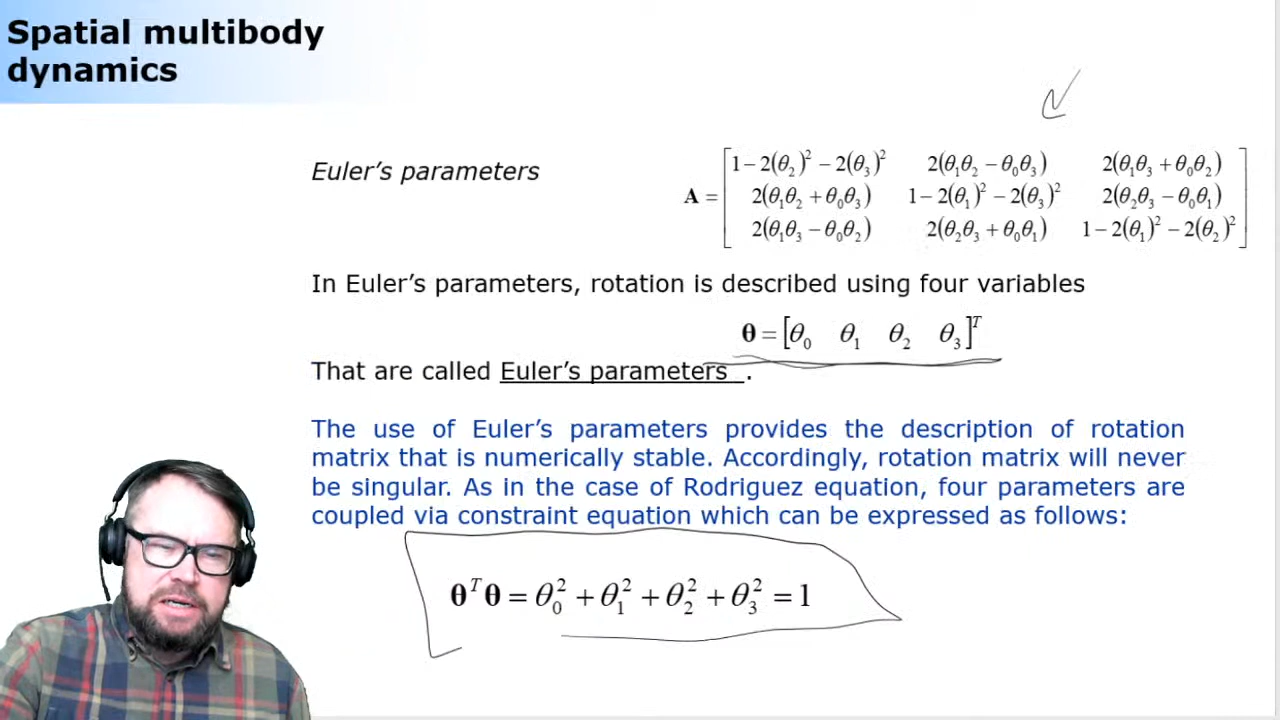 Spatial multibody
dynamics
Euler’s parameters
A = [1−2(θ₂)²−2(θ₃)² 2(θ₁θ₂−θ₀θ₃) 2(θ₁θ₃+θ₀θ₂)
2(θ₁θ₂+θ₀θ₃) 1−2(θ₁)²−2(θ₃)² 2(θ₂θ₃−θ₀θ₁)
2(θ₁θ₃−θ₀θ₂) 2(θ₂θ₃+θ₀θ₁) 1−2(θ₁)²−2(θ₂)²]
In Euler’s parameters, rotation is described using four variables
θ = [θ₀ θ₁ θ₂ θ₃]ᵀ
That are called Euler’s parameters .
The use of Euler’s parameters provides the description of rotation
matrix that is numerically stable. Accordingly, rotation matrix will never
be singular. As in the case of Rodriguez equation, four parameters are
coupled via constraint equation which can be expressed as follows:
θᵀθ = θ₀² + θ₁² + θ₂² + θ₃² = 1